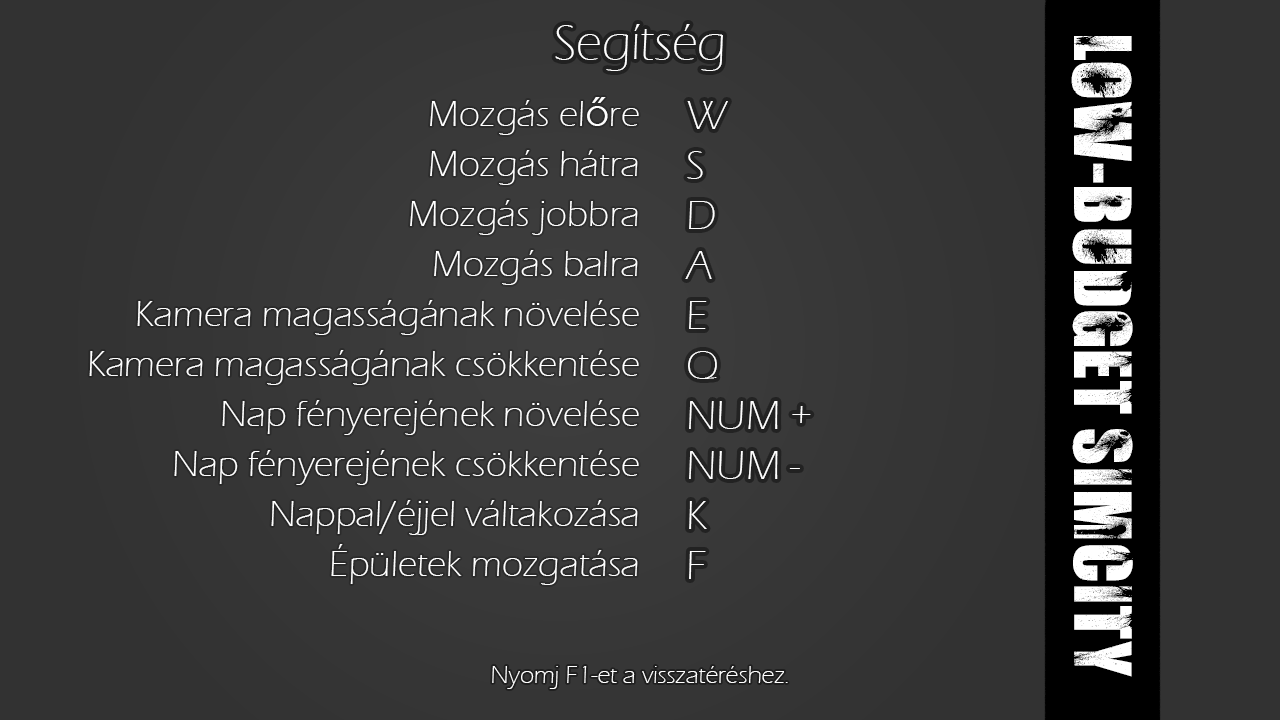 Segítség
Mozgás előre W
Mozgás hátra S
Mozgás jobbra D
Mozgás balra A
Kamera magasságának növelése E
Kamera magasságának csökkentése Q
Nap fényerejének növelése NUM +
Nap fényerejének csökkentése NUM -
Nappal/éjjel váltakozása K
Épületek mozgatása F
Nyomj F1-et a visszatéréshez.
LOW-BUDGET SIMCITY